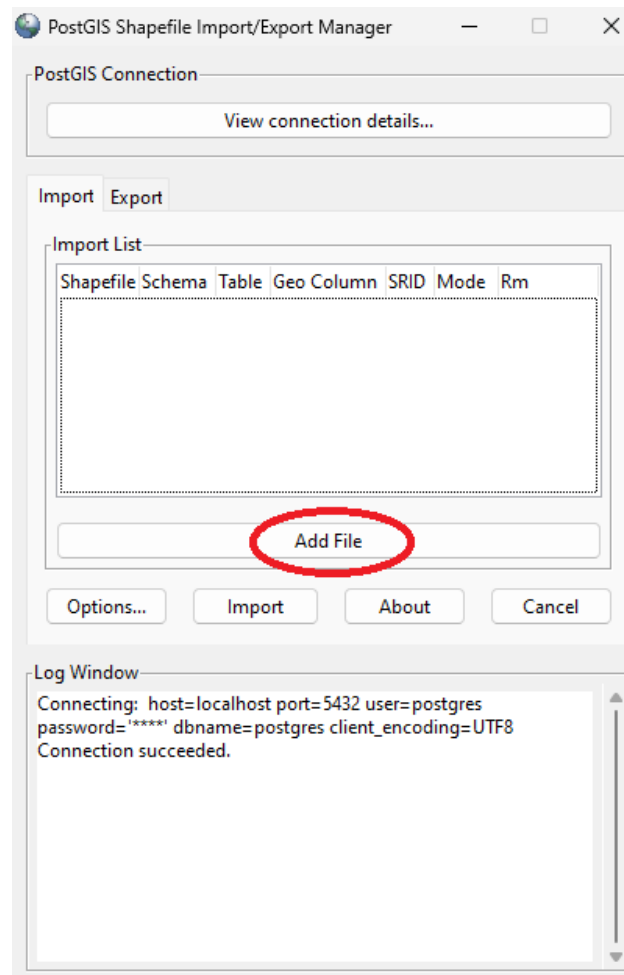 PostGIS Shapefile Import/Export Manager
PostGIS Connection
View connection details...
Import Export
Import List
Shapefile Schema Table Geo Column SRID Mode Rm
Add File
Options... Import About Cancel
Log Window
Connecting: host=localhost port=5432 user=postgres
password='****' dbname=postgres client_encoding=UTF8
Connection succeeded.